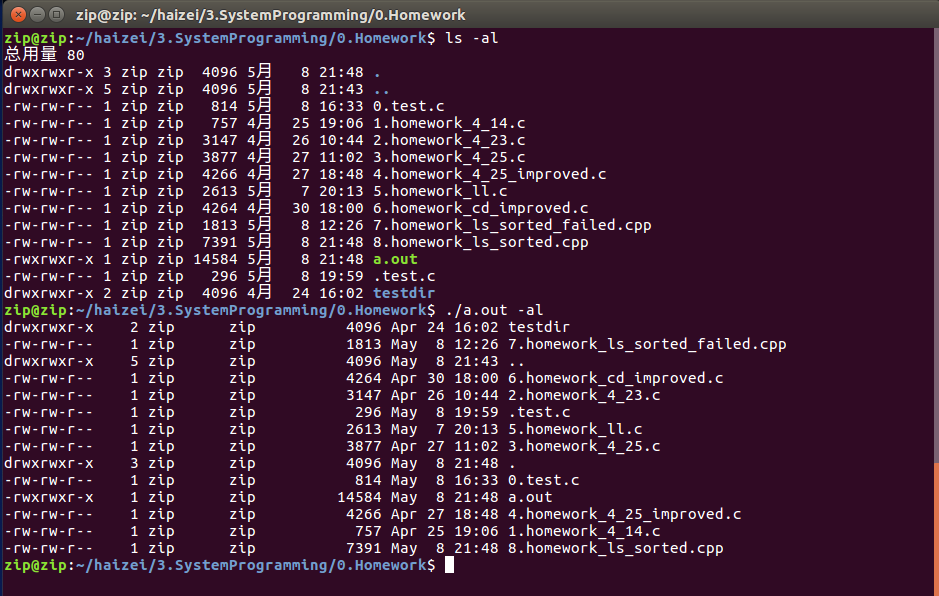 zip@zip: ~/haizei/3.SystemProgramming/0.Homework
zip@zip:~/haizei/3.SystemProgramming/0.Homework$ ls -al
总用量 80
drwxrwxr-x 3 zip zip  4096 5月   8 21:48 .
drwxrwxr-x 5 zip zip  4096 5月   8 21:43 ..
-rw-rw-r-- 1 zip zip   814 5月   8 16:33 0.test.c
-rw-rw-r-- 1 zip zip   757 4月  25 19:06 1.homework_4_14.c
-rw-rw-r-- 1 zip zip  3147 4月  26 10:44 2.homework_4_23.c
-rw-rw-r-- 1 zip zip  3877 4月  27 11:02 3.homework_4_25.c
-rw-rw-r-- 1 zip zip  4266 4月  27 18:48 4.homework_4_25_improved.c
-rw-rw-r-- 1 zip zip  2613 5月   7 20:13 5.homework_ll.c
-rw-rw-r-- 1 zip zip  4264 4月  30 18:00 6.homework_cd_improved.c
-rw-rw-r-- 1 zip zip  1813 5月   8 12:26 7.homework_ls_sorted_failed.cpp
-rw-rw-r-- 1 zip zip  7391 5月   8 21:48 8.homework_ls_sorted.cpp
-rwxrwxr-x 1 zip zip 14584 5月   8 21:48 a.out
-rw-rw-r-- 1 zip zip   296 5月   8 19:59 .test.c
drwxrwxr-x 2 zip zip  4096 4月  24 16:02 testdir
zip@zip:~/haizei/3.SystemProgramming/0.Homework$ ./a.out -al
drwxrwxr-x    2 zip      zip          4096 Apr 24 16:02 testdir
-rw-rw-r--    1 zip      zip          1813 May  8 12:26 7.homework_ls_sorted_failed.cpp
drwxrwxr-x    5 zip      zip          4096 May  8 21:43 ..
-rw-rw-r--    1 zip      zip          4264 Apr 30 18:00 6.homework_cd_improved.c
-rw-rw-r--    1 zip      zip          3147 Apr 26 10:44 2.homework_4_23.c
-rw-rw-r--    1 zip      zip           296 May  8 19:59 .test.c
-rw-rw-r--    1 zip      zip          2613 May  7 20:13 5.homework_ll.c
-rw-rw-r--    1 zip      zip          3877 Apr 27 11:02 3.homework_4_25.c
drwxrwxr-x    3 zip      zip          4096 May  8 21:48 .
-rw-rw-r--    1 zip      zip           814 May  8 16:33 0.test.c
-rwxrwxr-x    1 zip      zip         14584 May  8 21:48 a.out
-rw-rw-r--    1 zip      zip          4266 Apr 27 18:48 4.homework_4_25_improved.c
-rw-rw-r--    1 zip      zip           757 Apr 25 19:06 1.homework_4_14.c
-rw-rw-r--    1 zip      zip          7391 May  8 21:48 8.homework_ls_sorted.cpp
zip@zip:~/haizei/3.SystemProgramming/0.Homework$